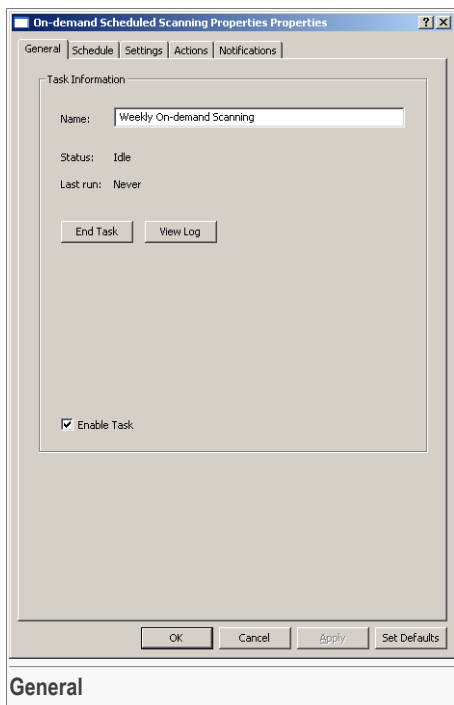 On-demand Scheduled Scanning Properties Properties
General Schedule Settings Actions Notifications
Task Information
Name: Weekly On-demand Scanning
Status: Idle
Last run: Never
End Task View Log
Enable Task
OK Cancel Apply Set Defaults
General